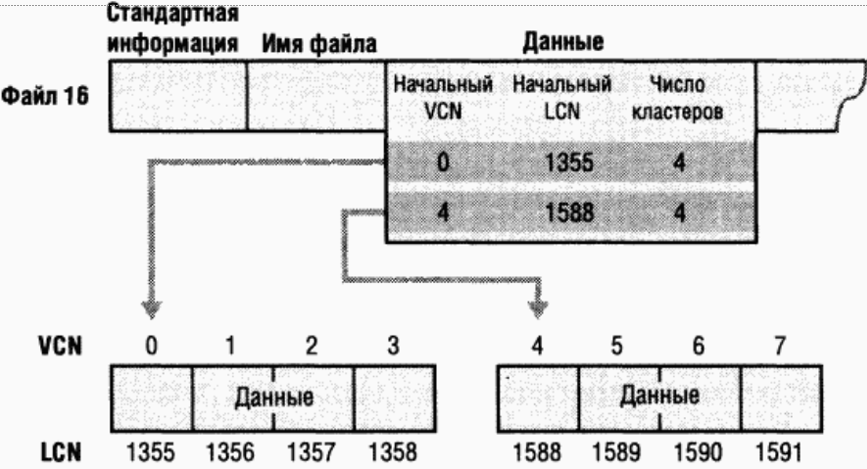 Стандартная
информация Имя файла Данные
Файл 16
Начальный Начальный Число
VCN LCN кластеров
0 1355 4
4 1588 4
VCN 0 1 2 3 4 5 6 7
Данные Данные
LCN 1355 1356 1357 1358 1588 1589 1590 1591